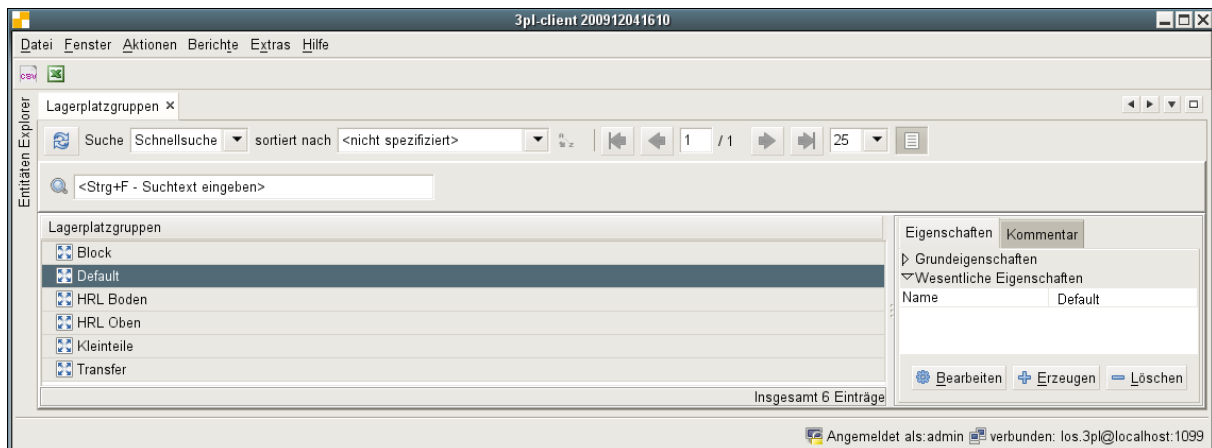 3pl-client 200912041610
Datei Fenster Aktionen Berichte Extras Hilfe
csv
Entitäten Explorer
Lagerplatzgruppen
Suche Schnellsuche sortiert nach <nicht spezifiziert> 1 / 1 25
<Strg+F - Suchtext eingeben>
Lagerplatzgruppen
Block
Default
HRL Boden
HRL Oben
Kleinteile
Transfer
Insgesamt 6 Einträge
Eigenschaften Kommentar
Grundeigenschaften
Wesentliche Eigenschaften
Name Default
Bearbeiten Erzeugen Löschen
Angemeldet als:admin verbunden: los.3pl@localhost:1099